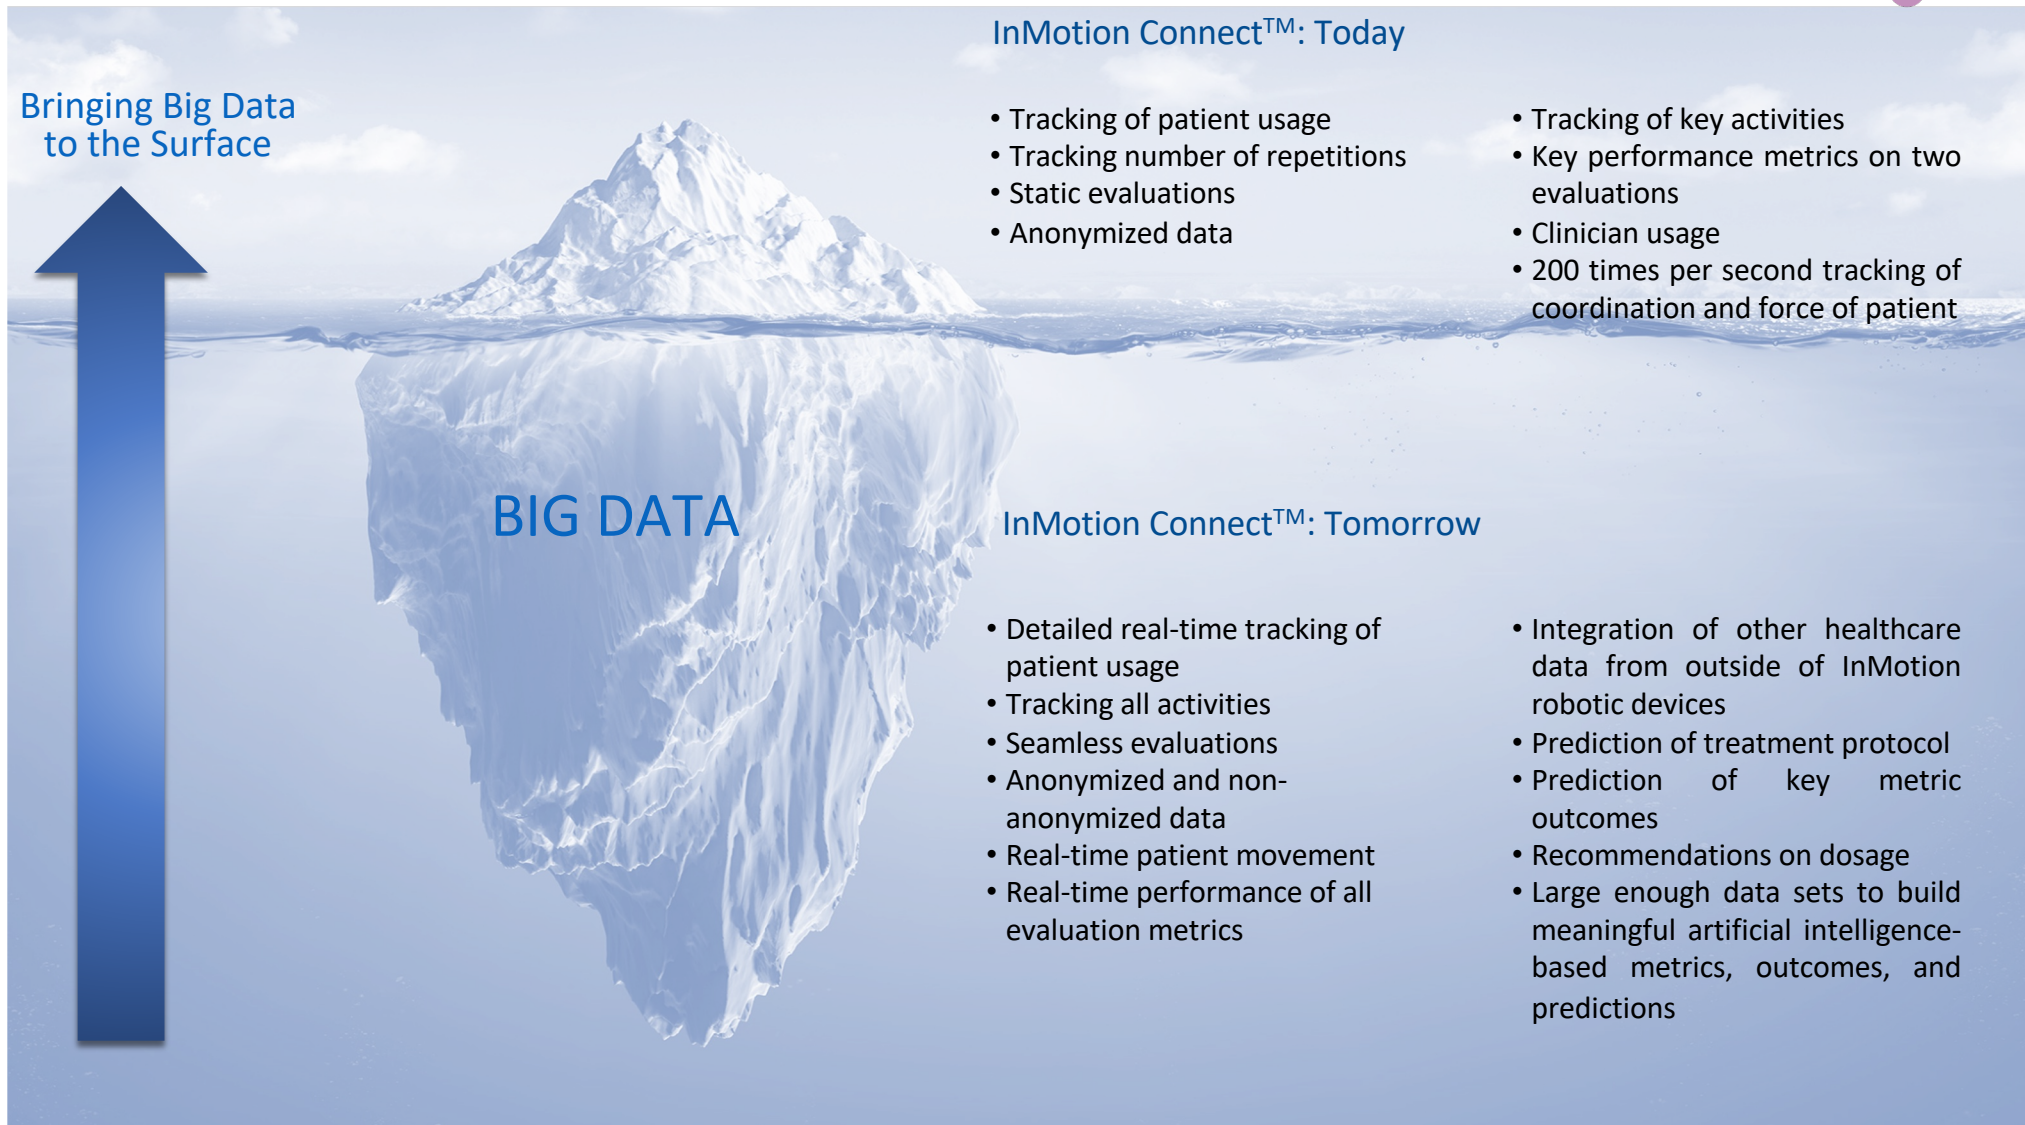 InMotion Connect™: Today
Bringing Big Data
to the Surface
• Tracking of patient usage
• Tracking number of repetitions
• Static evaluations
• Anonymized data
• Tracking of key activities
• Key performance metrics on two
evaluations
• Clinician usage
• 200 times per second tracking of
coordination and force of patient
BIG DATA
InMotion Connect™: Tomorrow
• Detailed real-time tracking of
patient usage
• Tracking all activities
• Seamless evaluations
• Anonymized and non-
anonymized data
• Real-time patient movement
• Real-time performance of all
evaluation metrics
• Integration of other healthcare
data from outside of InMotion
robotic devices
• Prediction of treatment protocol
• Prediction of key metric
outcomes
• Recommendations on dosage
• Large enough data sets to build
meaningful artificial intelligence-
based metrics, outcomes, and
predictions